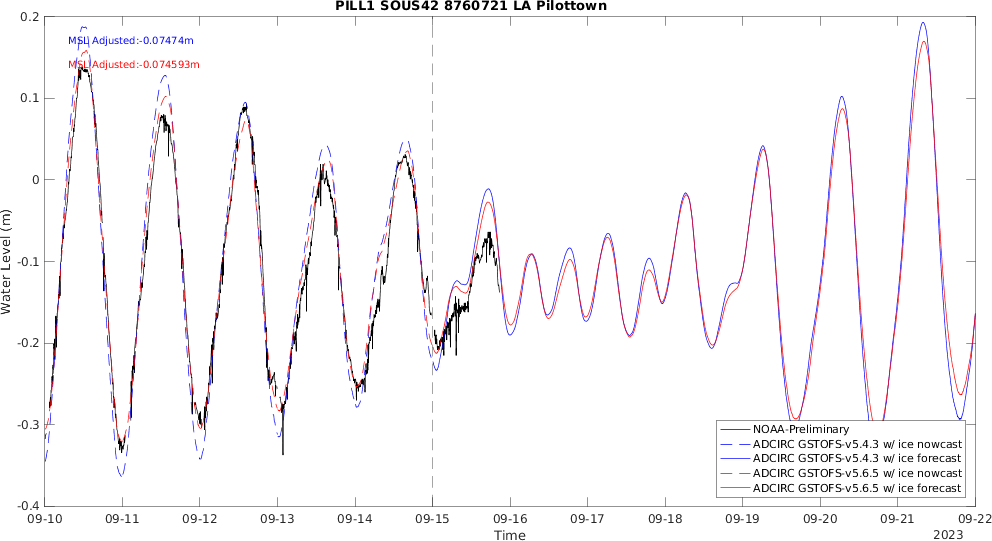 PILL1 SOUS42 8760721 LA Pilottown
MSL Adjusted:-0.07474m
MSL Adjusted:-0.074593m
Water Level (m)
0.2
0.1
0
-0.1
-0.2
-0.3
-0.4
NOAA-Preliminary
ADCIRC GSTOFS-v5.4.3 w/ ice nowcast
ADCIRC GSTOFS-v5.4.3 w/ ice forecast
ADCIRC GSTOFS-v5.6.5 w/ ice nowcast
ADCIRC GSTOFS-v5.6.5 w/ ice forecast
09-10 09-11 09-12 09-13 09-14 09-15 09-16 09-17 09-18 09-19 09-20 09-21 09-22
Time
2023